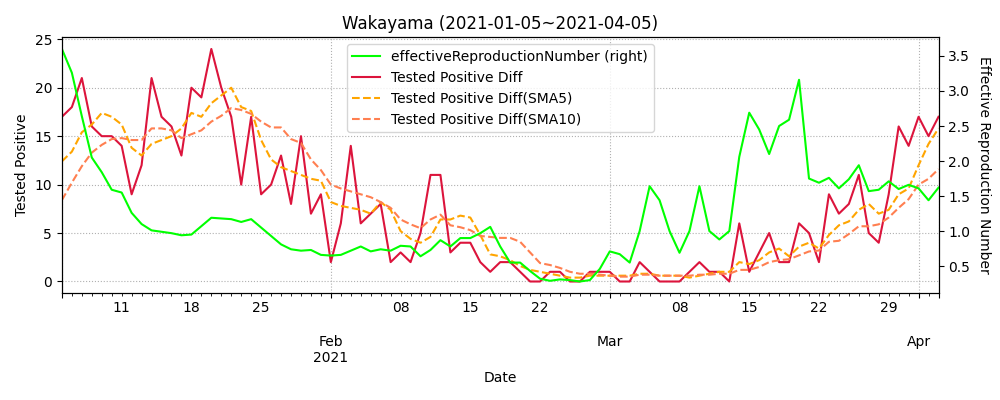 Wakayama (2021-01-05~2021-04-05)
effectiveReproductionNumber (right)
Tested Positive Diff
Tested Positive Diff(SMA5)
Tested Positive Diff(SMA10)
Tested Positive
25
20
15
10
5
0
Effective Reproduction Number
3.5
3.0
2.5
2.0
1.5
1.0
0.5
11 18 25 08 15 22 08 15 22 29
Feb Mar Apr
2021
Date